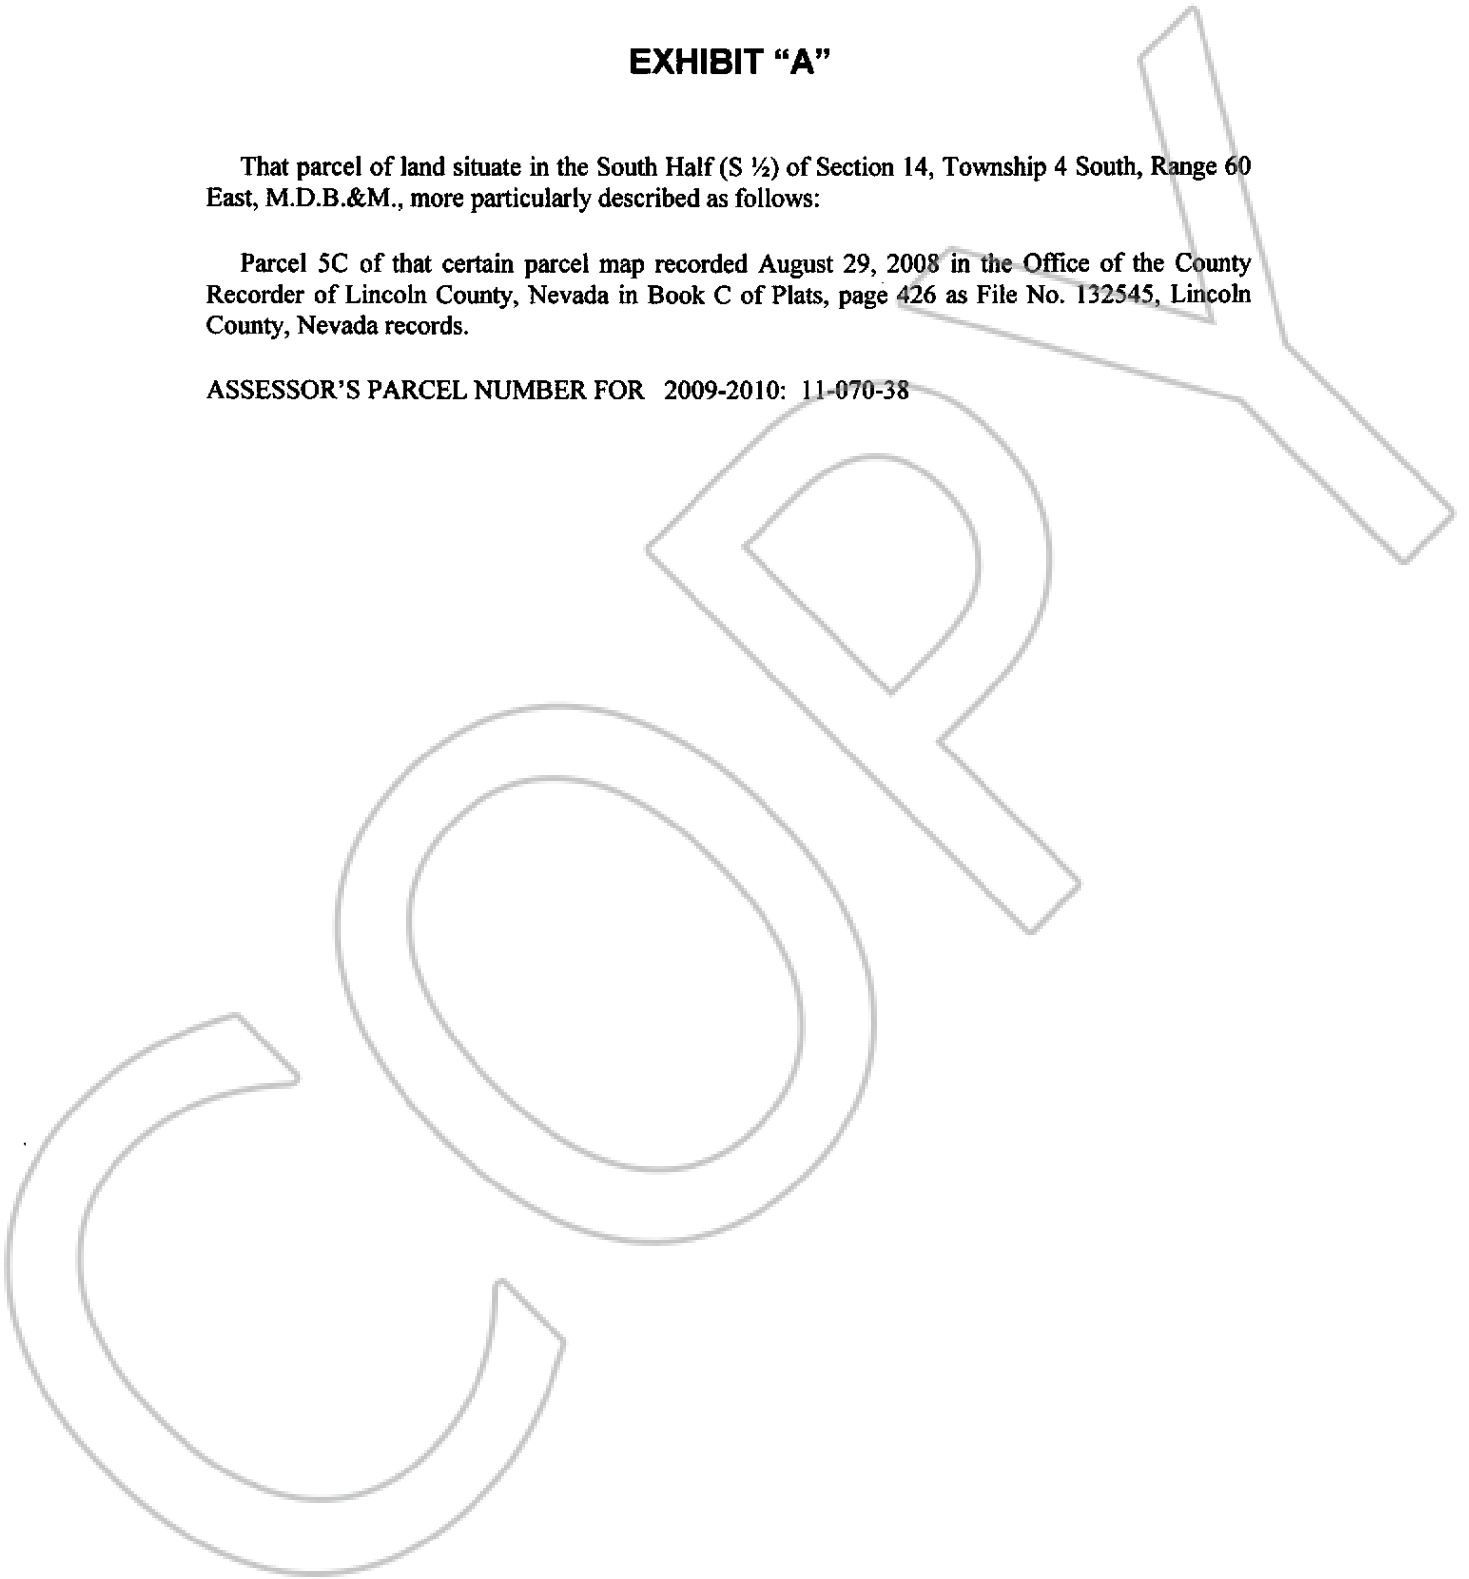 EXHIBIT “A”
That parcel of land situate in the South Half (S ½) of Section 14, Township 4 South, Range 60
East, M.D.B.&M., more particularly described as follows:
Parcel 5C of that certain parcel map recorded August 29, 2008 in the Office of the County
Recorder of Lincoln County, Nevada in Book C of Plats, page 426 as File No. 132545, Lincoln
County, Nevada records.
ASSESSOR’S PARCEL NUMBER FOR 2009-2010: 11-070-38
COPY